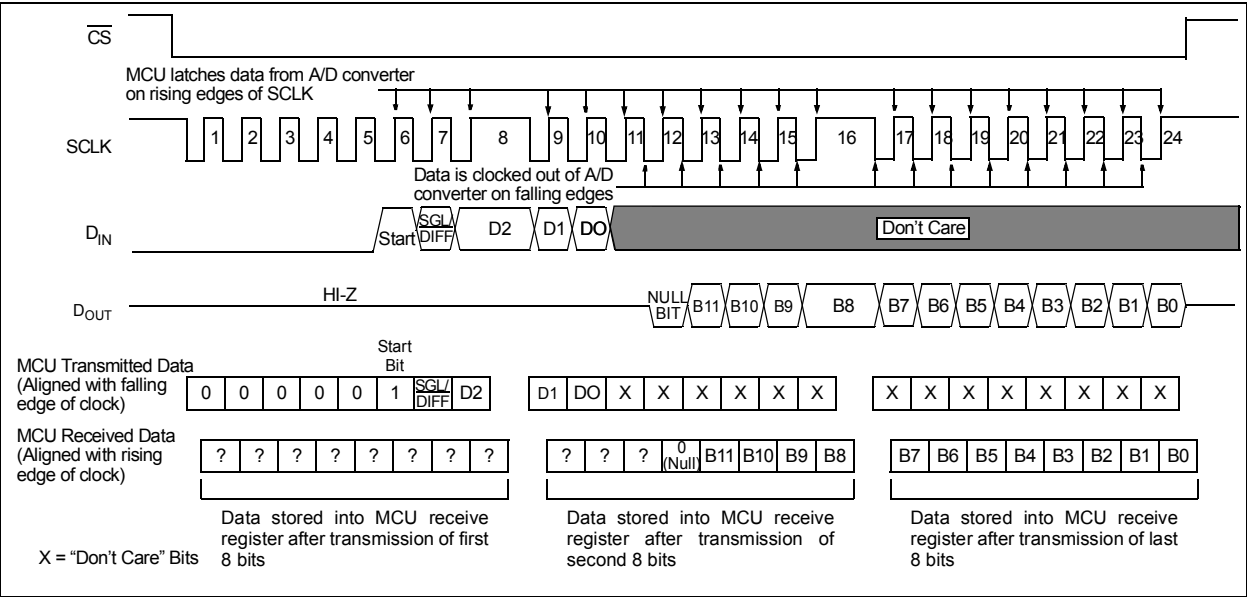 CS
MCU latches data from A/D converter
on rising edges of SCLK
SCLK
1 2 3 4 5 6 7 8 9 10 11 12 13 14 15 16 17 18 19 20 21 22 23 24
Data is clocked out of A/D
converter on falling edges
DIN
Start SGL/DIFF D2 D1 DO Don't Care
DOUT
HI-Z NULL BIT B11 B10 B9 B8 B7 B6 B5 B4 B3 B2 B1 B0
Start
Bit
MCU Transmitted Data
(Aligned with falling
edge of clock)
0 0 0 0 0 1 SGL/DIFF D2 D1 DO X X X X X X X X X X X X X X
MCU Received Data
(Aligned with rising
edge of clock)
? ? ? ? ? ? ? ? ? ? ? 0 (Null) B11 B10 B9 B8 B7 B6 B5 B4 B3 B2 B1 B0
Data stored into MCU receive
register after transmission of first
8 bits
Data stored into MCU receive
register after transmission of
second 8 bits
Data stored into MCU receive
register after transmission of last
8 bits
X = “Don’t Care” Bits